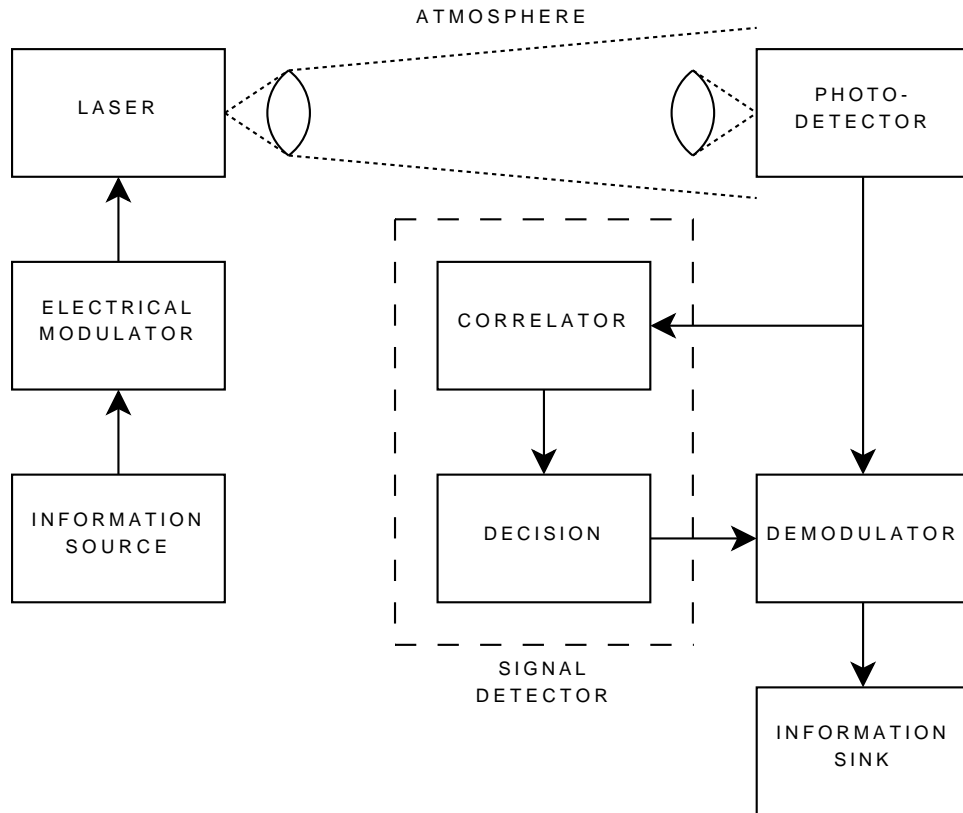 ATMOSPHERE
LASER
PHOTO-
DETECTOR
ELECTRICAL
MODULATOR
CORRELATOR
INFORMATION
SOURCE
DECISION
DEMODULATOR
SIGNAL
DETECTOR
INFORMATION
SINK